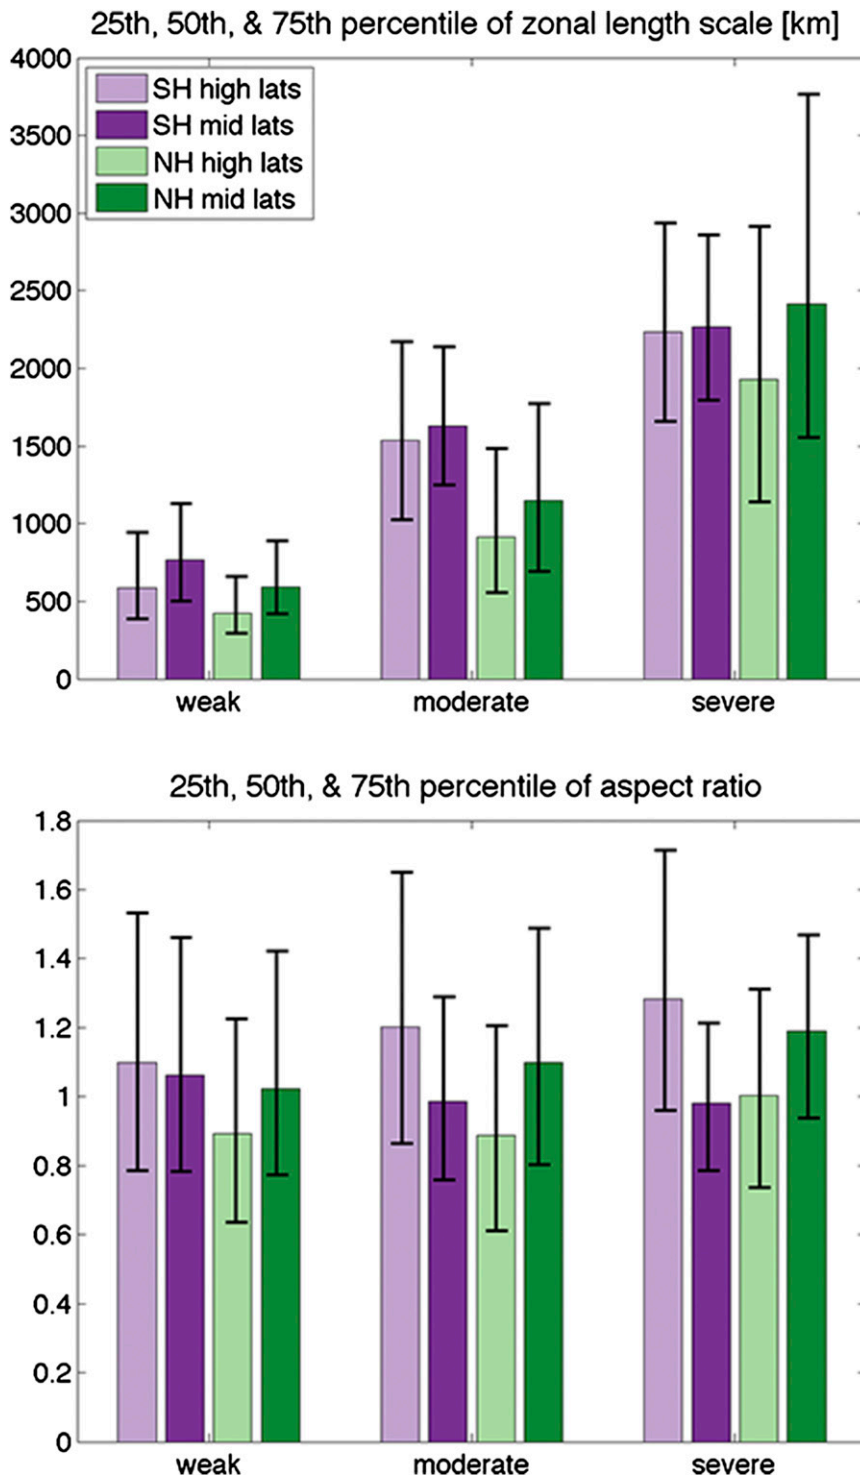 25th, 50th, & 75th percentile of zonal length scale [km]
4000
3500
3000
2500
2000
1500
1000
500
0
SH high lats
SH mid lats
NH high lats
NH mid lats
weak moderate severe
25th, 50th, & 75th percentile of aspect ratio
1.8
1.6
1.4
1.2
1
0.8
0.6
0.4
0.2
0
weak moderate severe